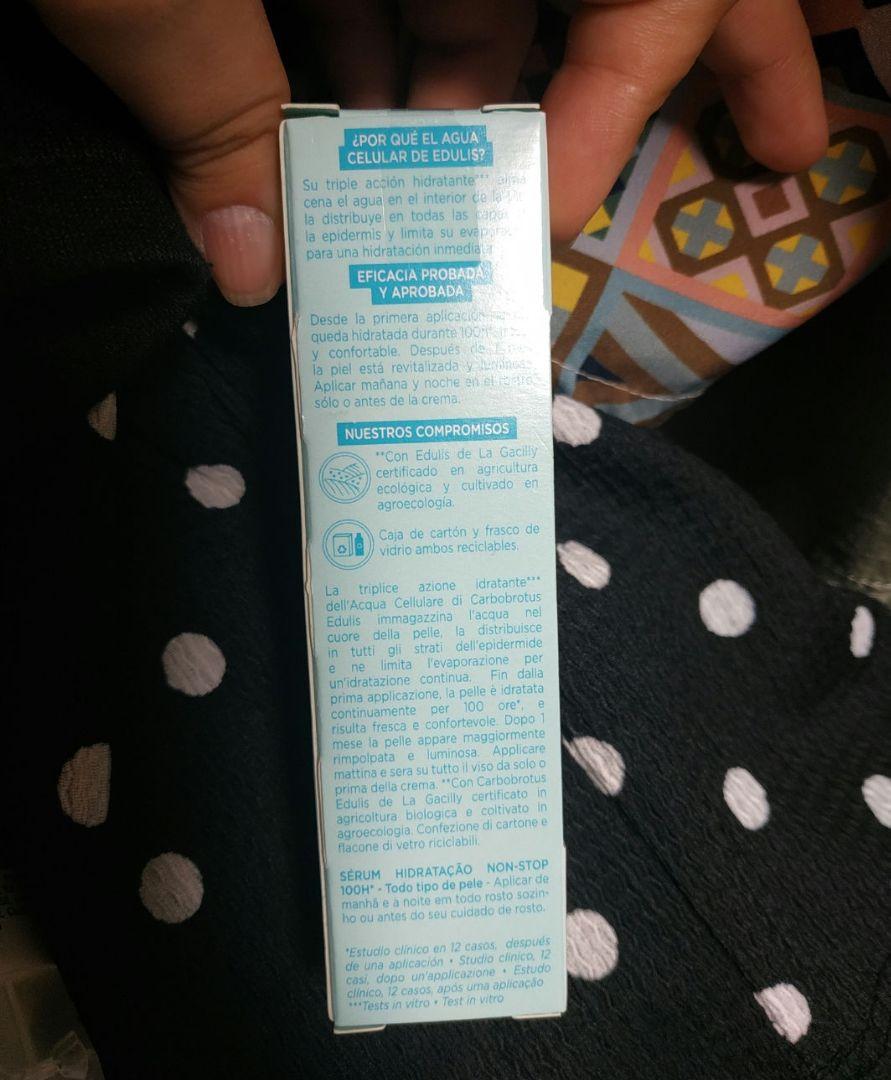 ¿POR QUÉ EL AGUA
CELULAR DE EDULIS?
Su triple acción hidratante***
cena el agua en el interior de la
la distribuye en todas las
la epidermis y limita su
para una hidratación
EFICACIA PROBADA
Y APROBADA
Desde la primera aplicación
queda hidratada durante
y confortable. Después de
la piel está revitalizada y
Aplicar mañana y noche en el rostro
sólo o antes de la crema.
NUESTROS COMPROMISOS
**Con Edulis de La Gacilly
certificado en agricultura
ecológica y cultivado en
agroecología.
Caja de cartón y frasco de
vidrio ambos reciclables.
La triplice azione idratante***
dell'Acqua Cellulare di Carbobrotus
Edulis immagazzina l'acqua nel
cuore della pelle, la distribuisce
in tutti gli strati dell'epidermide
e ne limita l'evaporazione per
un'idratazione continua. Fin dalla
prima applicazione, la pelle è idratata
continuamente per 100 ore*, e
risulta fresca e confortevole. Dopo 1
mese la pelle appare maggiormente
rimpolpata e luminosa. Applicare
mattina e sera su tutto il viso da solo o
prima della crema. **Con Carbobrotus
Edulis de La Gacilly certificato in
agricoltura biologica e coltivato in
agroecologia. Confezione di cartone e
flacone di vetro riciclabili.
SÉRUM HIDRATAÇÃO NON-STOP
100H* - Todo tipo de pele - Aplicar de
manhã e à noite em todo rosto sozin-
ho ou antes do seu cuidado de rosto.
*Estudio clínico en 12 casos, después
de una aplicación • Studio clinico, 12
casi, dopo un'applicazione • Estudo
clínico, 12 casos, após uma aplicação
***Tests in vitro • Test in vitro